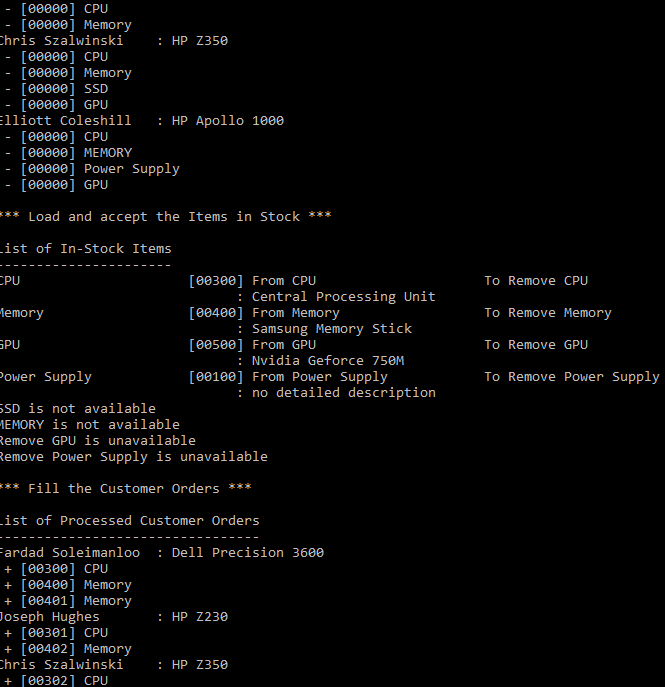 - [00000] CPU
- [00000] Memory
Chris Szalwinski    : HP Z350
- [00000] CPU
- [00000] Memory
- [00000] SSD
- [00000] GPU
Elliott Coleshill   : HP Apollo 1000
- [00000] CPU
- [00000] MEMORY
- [00000] Power Supply
- [00000] GPU
*** Load and accept the Items in Stock ***
List of In-Stock Items
----------------------
CPU                     [00300] From CPU                     To Remove CPU
: Central Processing Unit
Memory                  [00400] From Memory                  To Remove Memory
: Samsung Memory Stick
GPU                     [00500] From GPU                     To Remove GPU
: Nvidia Geforce 750M
Power Supply            [00100] From Power Supply            To Remove Power Supply
: no detailed description
SSD is not available
MEMORY is not available
Remove GPU is unavailable
Remove Power Supply is unavailable
*** Fill the Customer Orders ***
List of Processed Customer Orders
---------------------------------
Fardad Soleimanloo  : Dell Precision 3600
+ [00300] CPU
+ [00400] Memory
+ [00401] Memory
Joseph Hughes       : HP Z230
+ [00301] CPU
+ [00402] Memory
Chris Szalwinski    : HP Z350
+ [00302] CPU